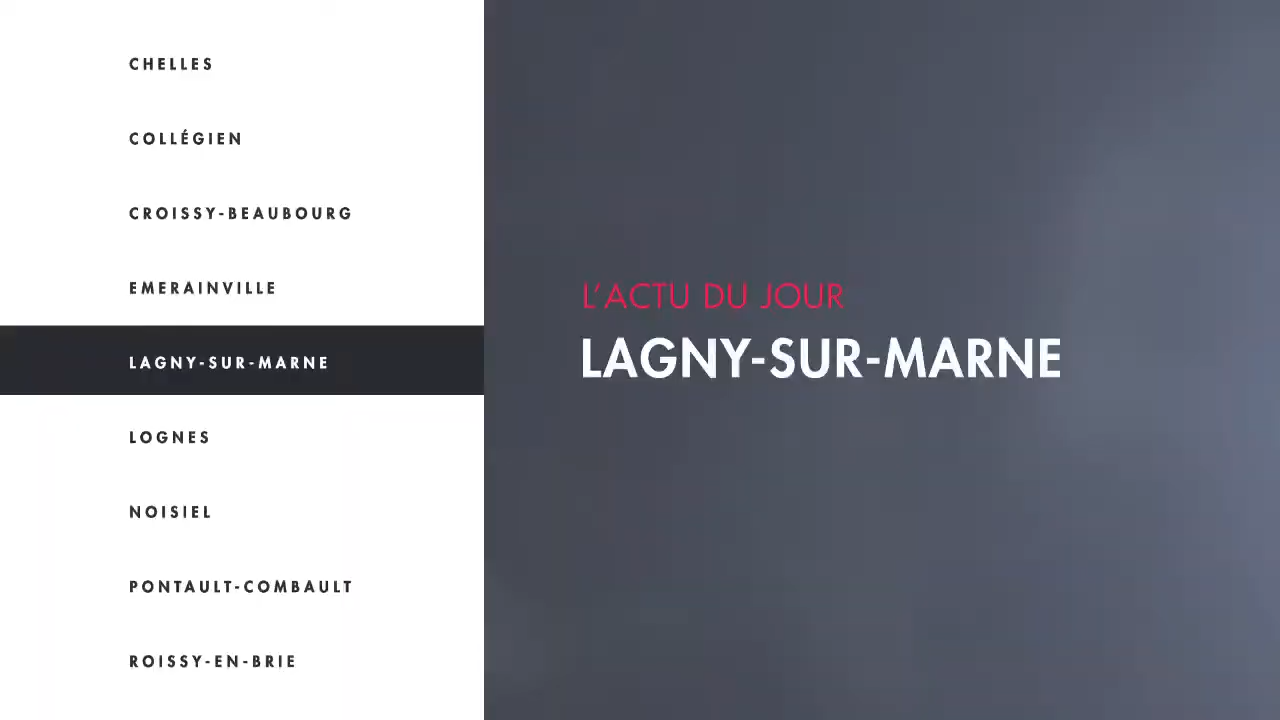 CHELLES
COLLÉGIEN
CROISSY-BEAUBOURG
EMERAINVILLE
LAGNY-SUR-MARNE
LOGNES
NOISIEL
PONTAULT-COMBAULT
ROISSY-EN-BRIE
L'ACTU DU JOUR
LAGNY-SUR-MARNE